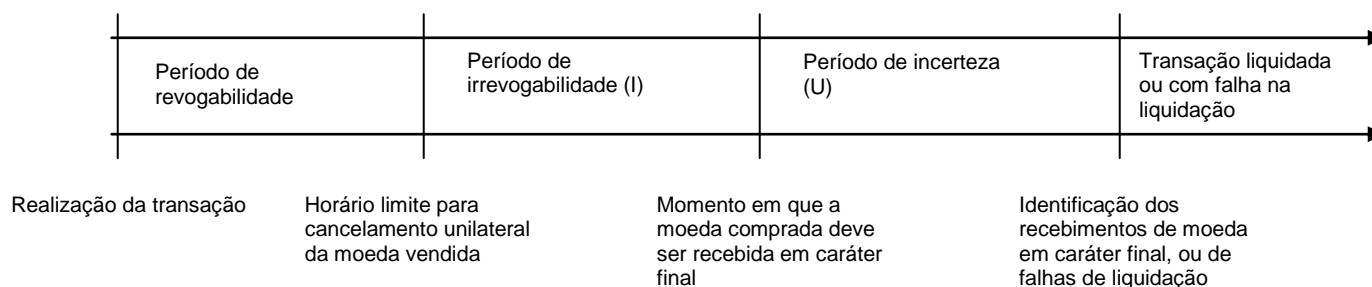 Período de
revogabilidade
Período de
irrevogabilidade (I)
Período de incerteza
(U)
Transação liquidada
ou com falha na
liquidação
Realização da transação
Horário limite para
cancelamento unilateral
da moeda vendida
Momento em que a
moeda comprada deve
ser recebida em caráter
final
Identificação dos
recebimentos de moeda
em caráter final, ou de
falhas de liquidação